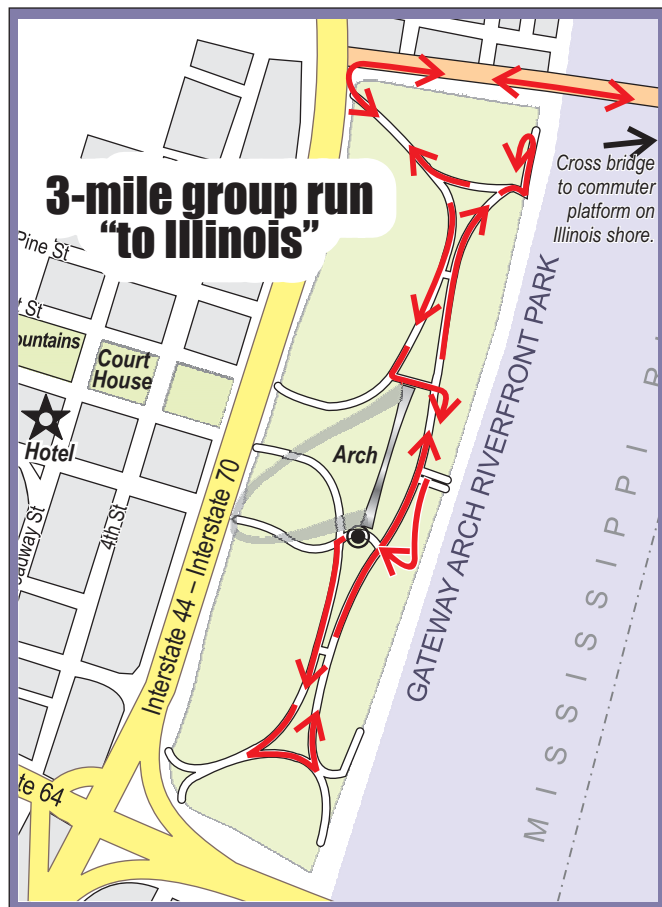 3-mile group run
“to Illinois”
Cross bridge
to commuter
platform on
Illinois shore.
Pine St
t St
ountains
Court
House
Hotel
Arch
4th St
adway St
Interstate 44 – Interstate 70
te 64
GATEWAY ARCH RIVERFRONT PARK
MISSISSIPPI R